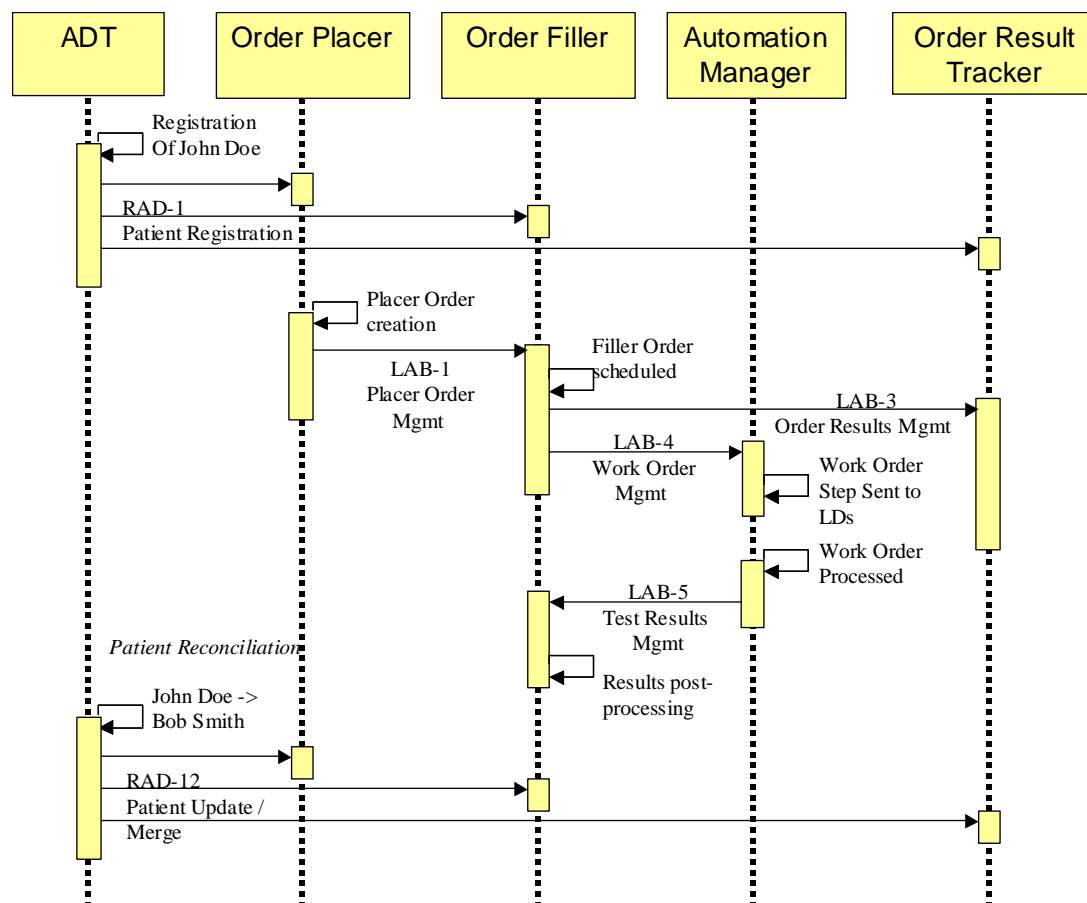 ADT
Order Placer
Order Filler
Automation
Manager
Order Result
Tracker
Registration
Of John Doe
RAD-1
Patient Registration
Placer Order
creation
LAB-1
Placer Order
Mgmt
Filler Order
scheduled
LAB-3
Order Results Mgmt
LAB-4
Work Order
Mgmt
Work Order
Step Sent to
LDs
Work Order
Processed
LAB-5
Test Results
Mgmt
Patient Reconciliation
Results post-
processing
John Doe ->
Bob Smith
RAD-12
Patient Update /
Merge